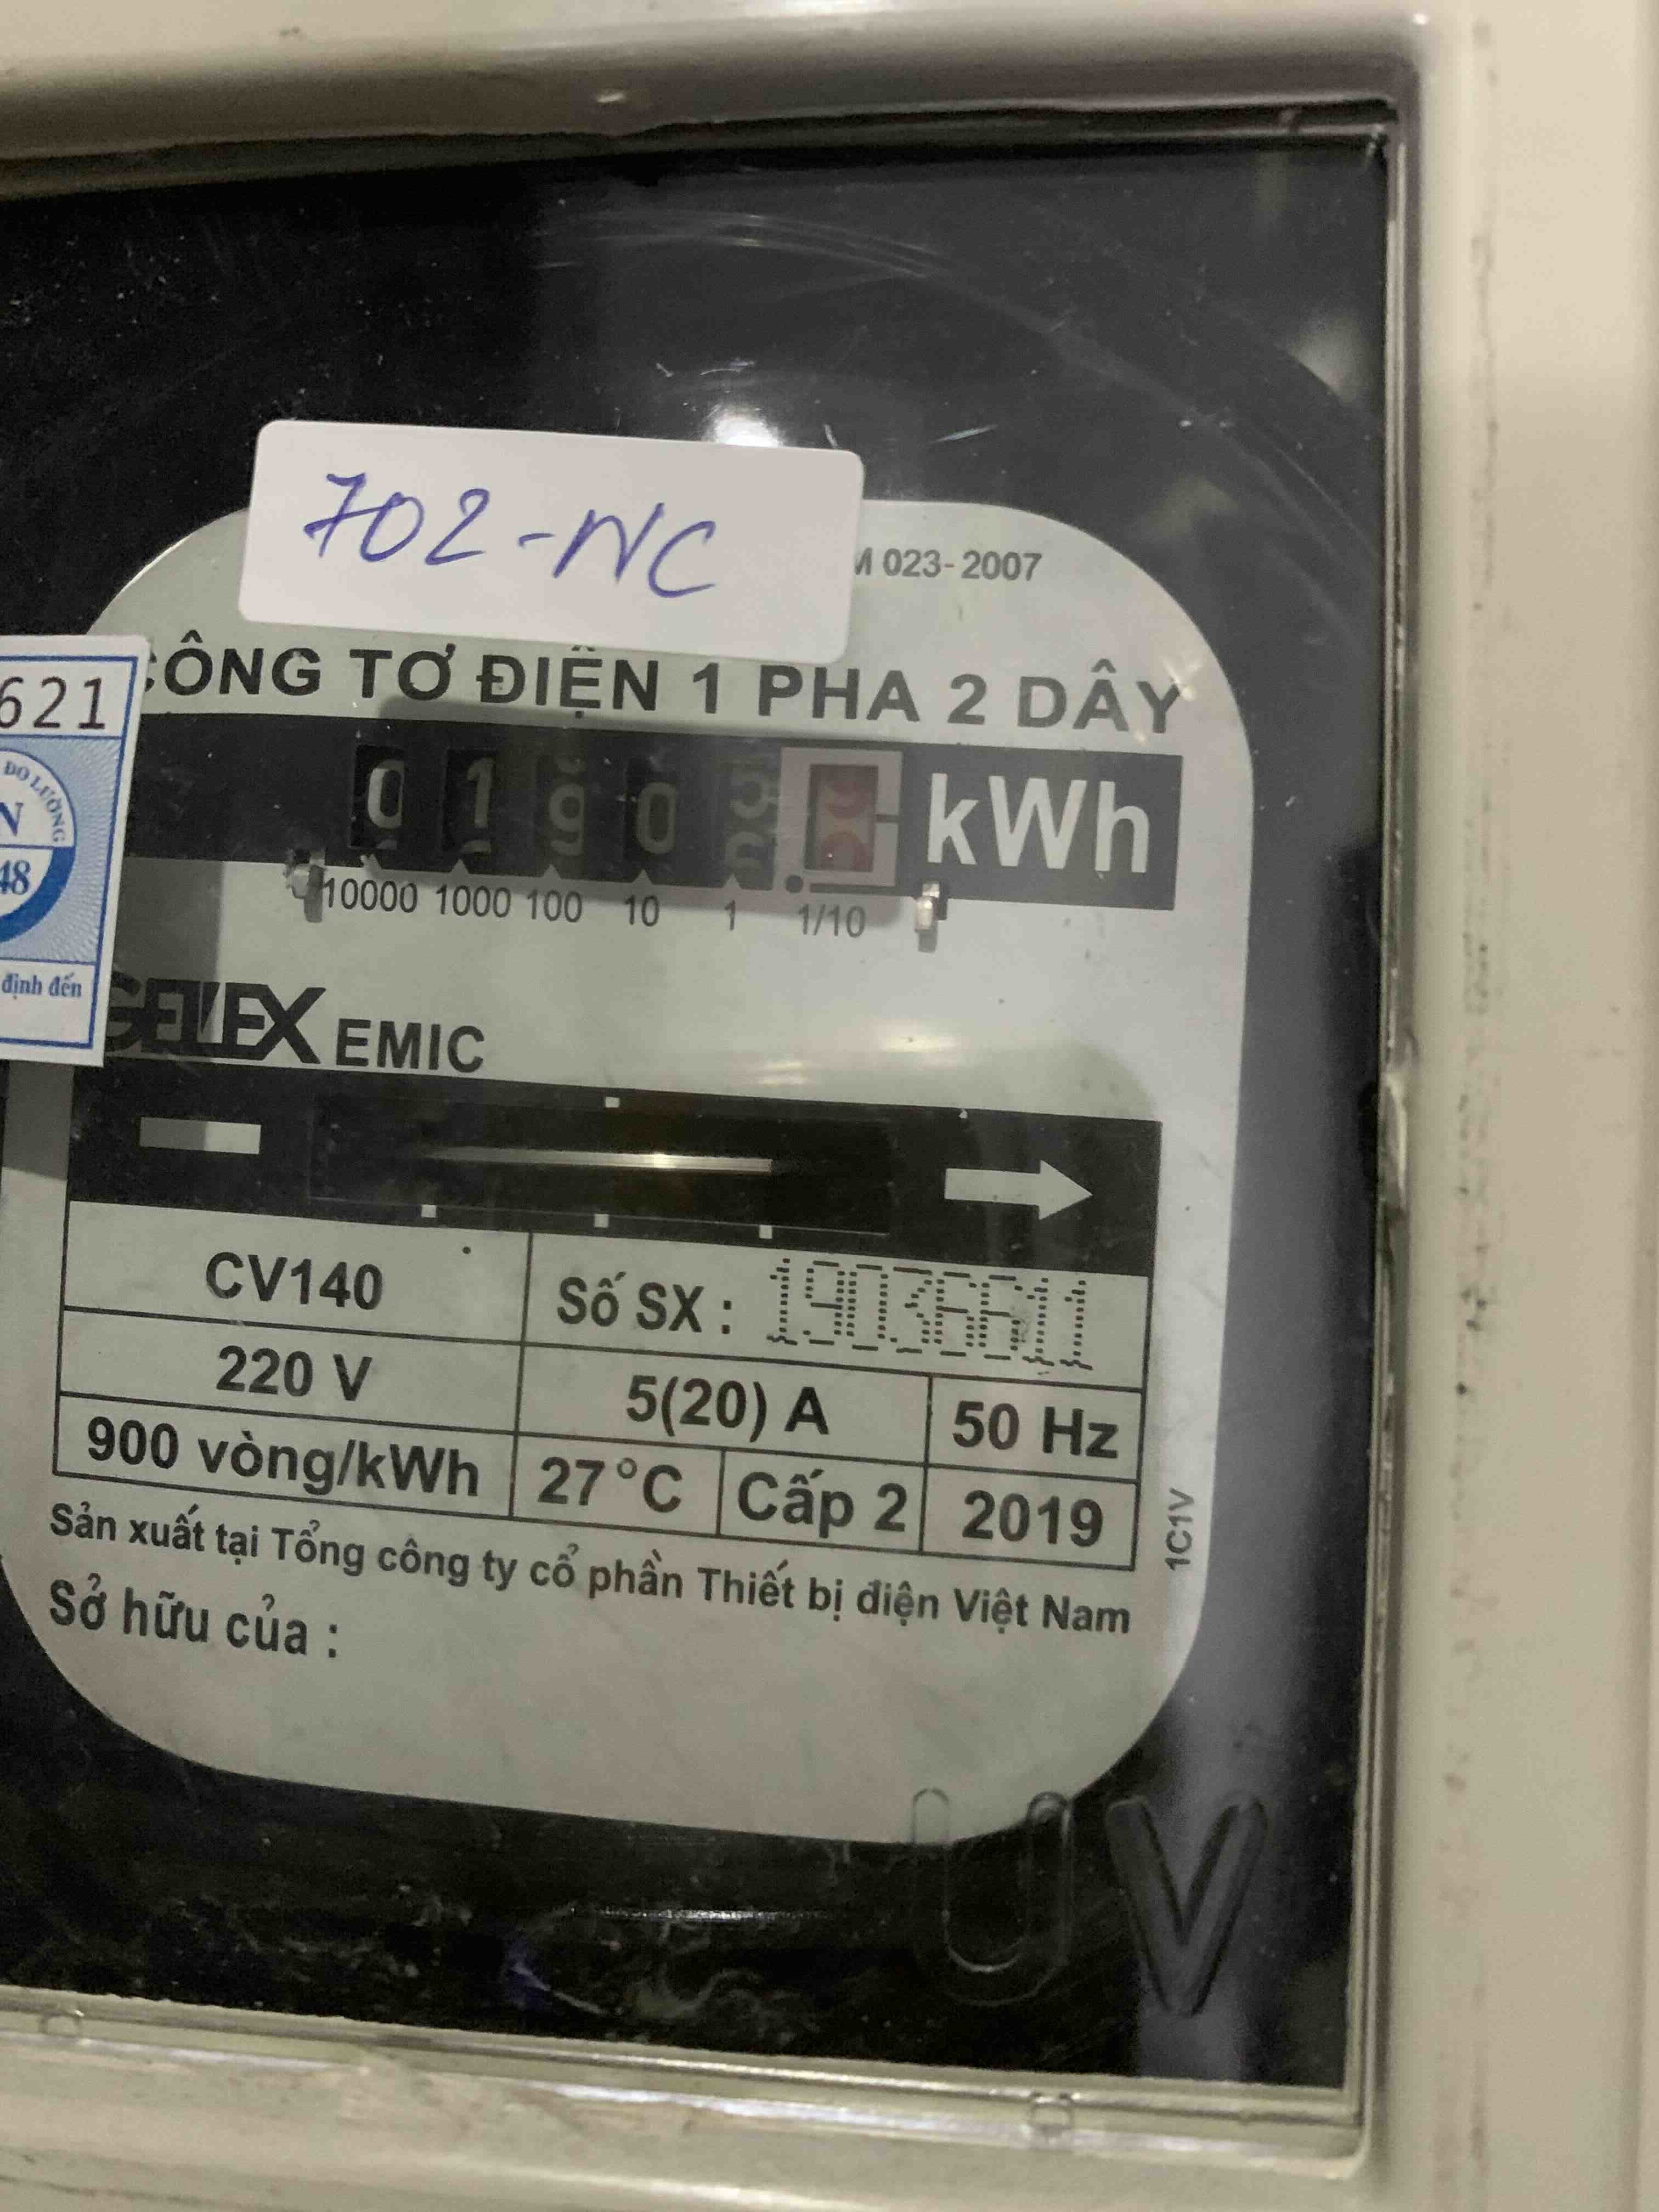 702-NC
M 023-2007
CÔNG TƠ ĐIỆN 1 PHA 2 DÂY
621
ĐO LƯỜNG
N
48
định đến
0 1 9 0 kWh
10000 1000 100 10 1 1/10
GELEX EMIC
CV140 Số SX : 19036611
220 V 5(20) A 50 Hz
900 vòng/kWh 27°C Cấp 2 2019
1C1V
Sản xuất tại Tổng công ty cổ phần Thiết bị điện Việt Nam
Sở hữu của :
UV